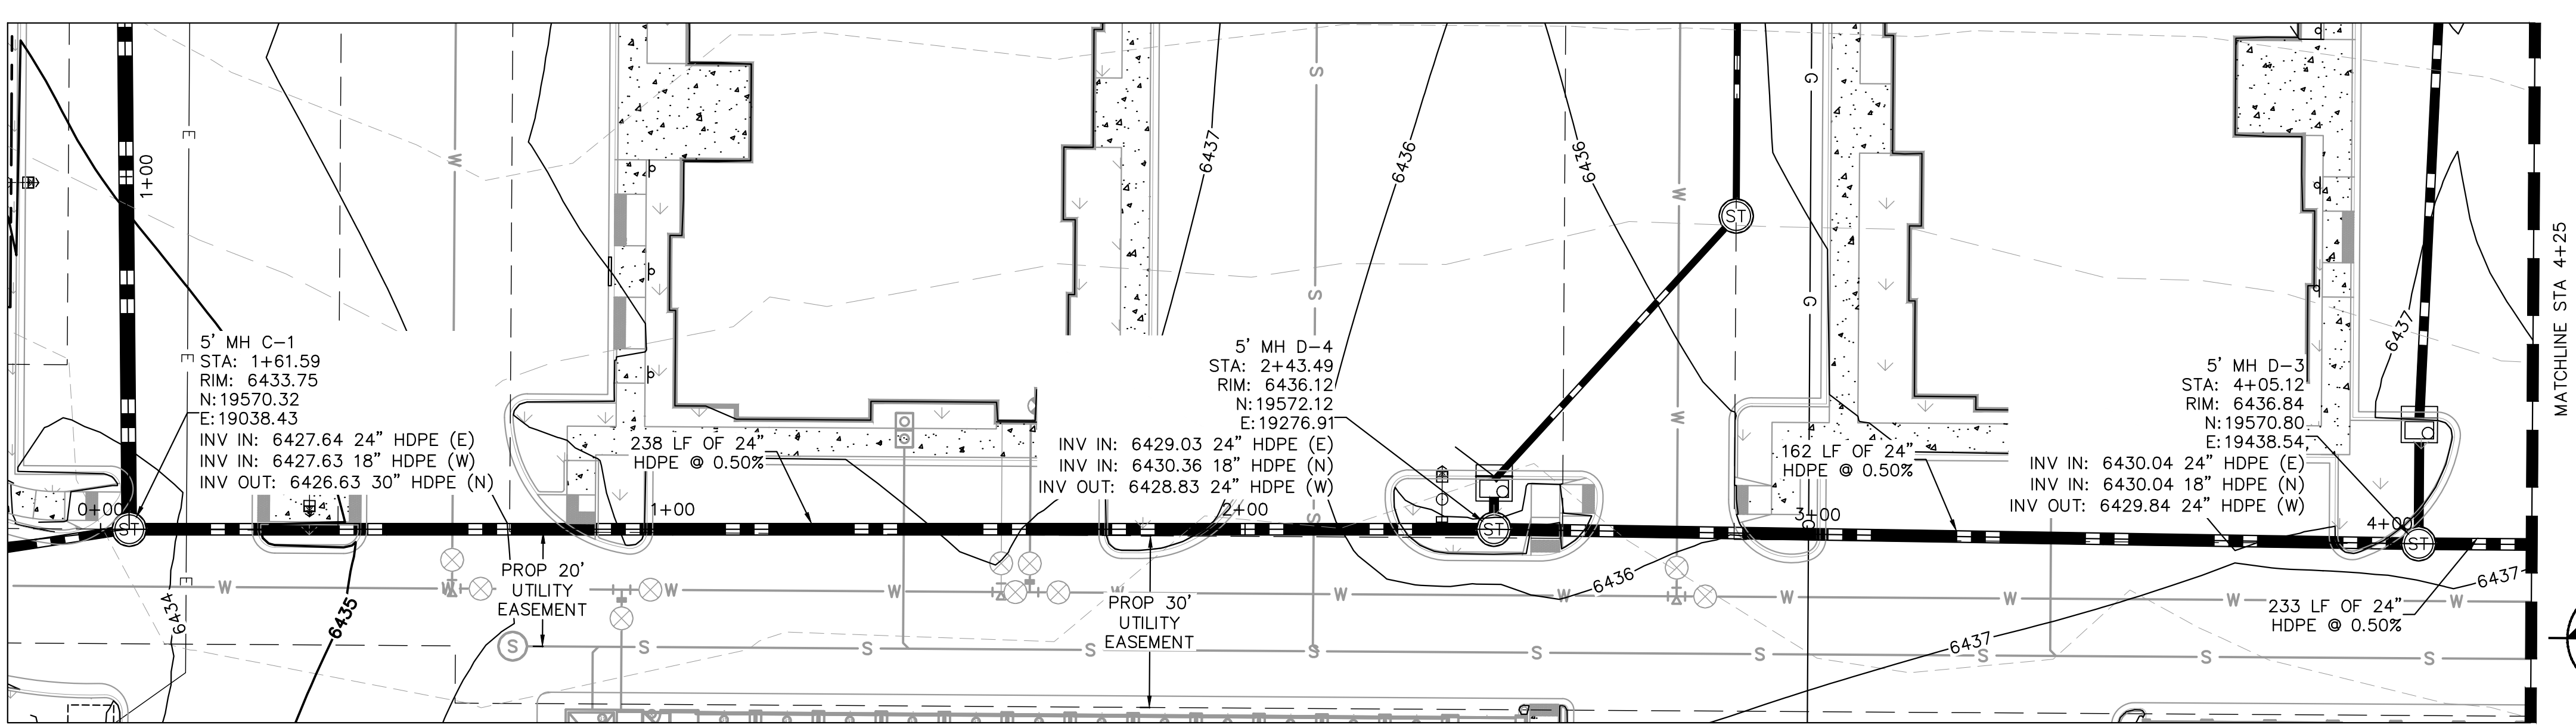 5' MH C-1
STA: 1+61.59
RIM: 6433.75
N:19570.32
E:19038.43
INV IN: 6427.64 24" HDPE (E)
INV IN: 6427.63 18" HDPE (W)
INV OUT: 6426.63 30" HDPE (N)
238 LF OF 24"
HDPE @ 0.50%
5' MH D-4
STA: 2+43.49
RIM: 6436.12
N:19572.12
E:19276.91
INV IN: 6429.03 24" HDPE (E)
INV IN: 6430.36 18" HDPE (N)
INV OUT: 6428.83 24" HDPE (W)
162 LF OF 24"
HDPE @ 0.50%
5' MH D-3
STA: 4+05.12
RIM: 6436.84
N:19570.80
E:19438.54
INV IN: 6430.04 24" HDPE (E)
INV IN: 6430.04 18" HDPE (N)
INV OUT: 6429.84 24" HDPE (W)
233 LF OF 24"
HDPE @ 0.50%
PROP 20'
UTILITY
EASEMENT
PROP 30'
UTILITY
EASEMENT
MATCHLINE STA 4+25
1+00
0+00
1+00
2+00
3+00
4+00
6437
6436
6436
6437
6434
6435
6436
6437
6437
ST
ST
ST
ST
E
E
E
W
W
W
W
W
W
W
W
W
W
W
W
W
W
S
S
S
S
S
S
S
S
S
S
S
S
S
G
G
G